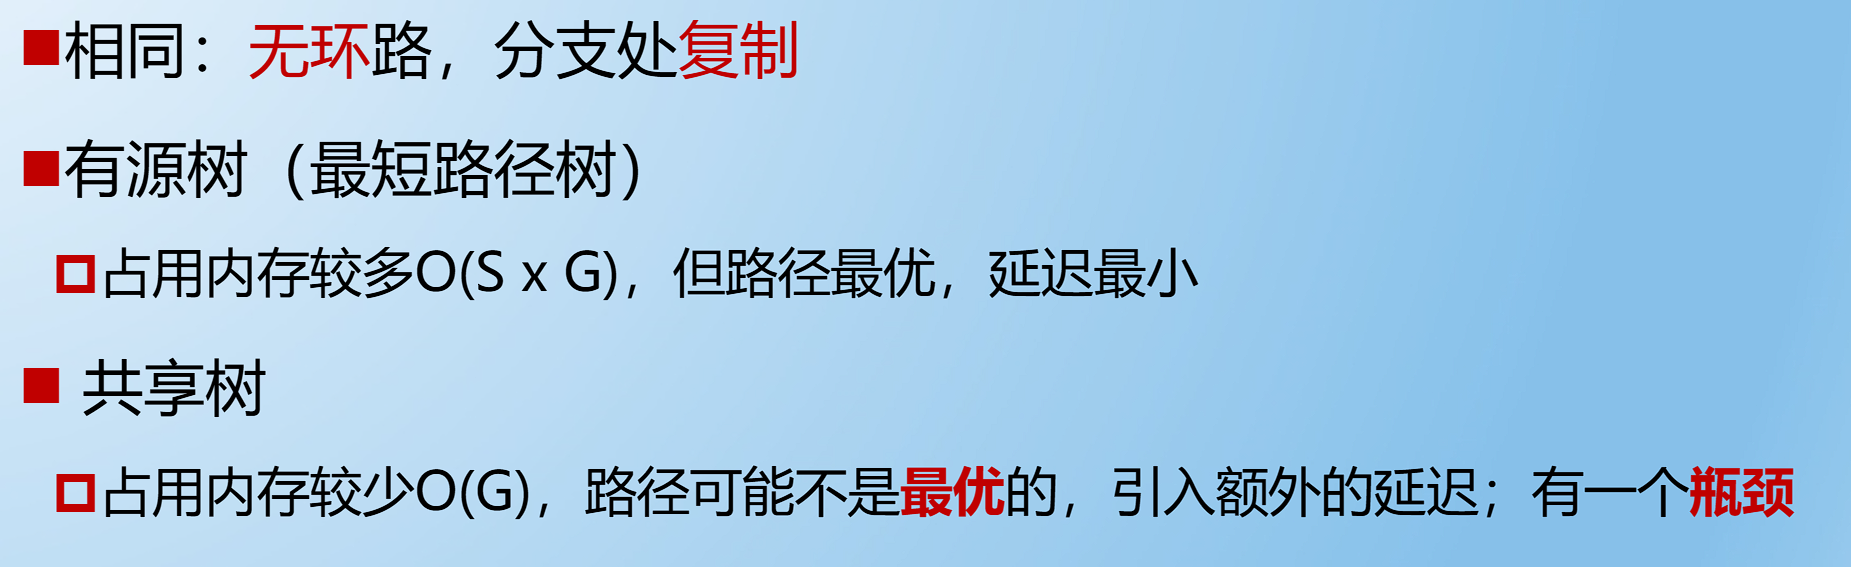 相同：无环路，分支处复制
有源树（最短路径树）
占用内存较多O(S x G)，但路径最优，延迟最小
共享树
占用内存较少O(G)，路径可能不是最优的，引入额外的延迟；有一个瓶颈